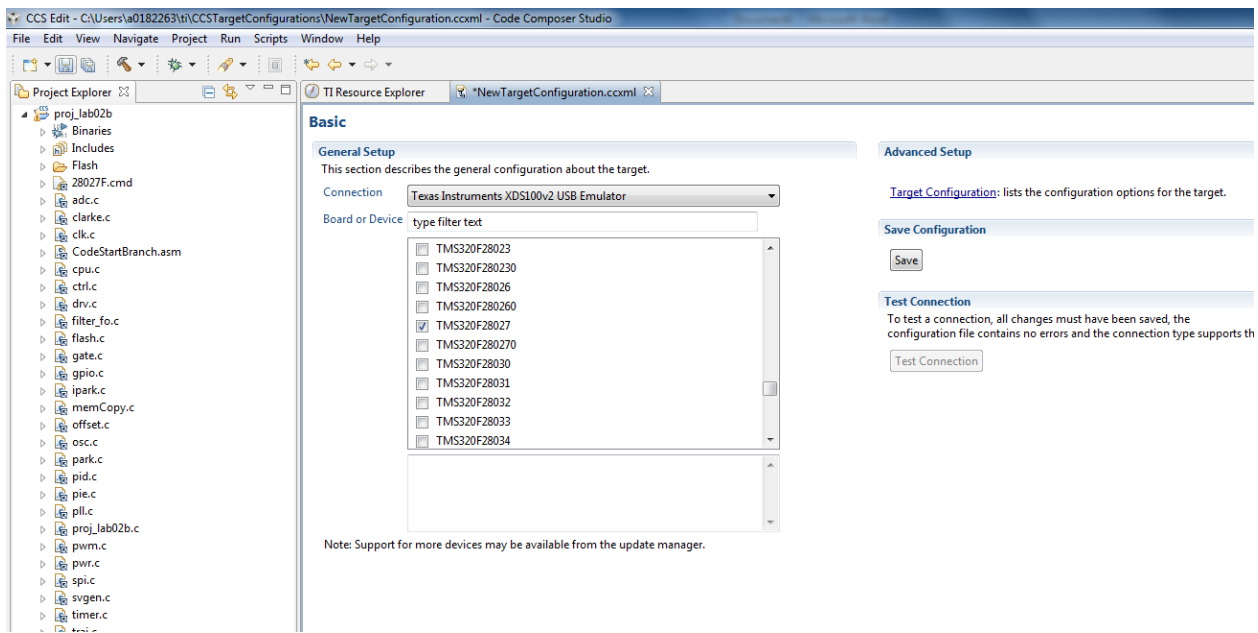 CCS Edit - C:\Users\a0182263\ti\CCSTargetConfigurations\NewTargetConfiguration.ccxml - Code Composer Studio
File Edit View Navigate Project Run Scripts Window Help
Project Explorer
TI Resource Explorer
*NewTargetConfiguration.ccxml
proj_lab02b
Binaries
Includes
Flash
28027F.cmd
adc.c
clarke.c
clk.c
CodeStartBranch.asm
cpu.c
ctrl.c
drv.c
filter_fo.c
flash.c
gate.c
gpio.c
ipark.c
memCopy.c
offset.c
osc.c
park.c
pid.c
pie.c
pll.c
proj_lab02b.c
pwm.c
pwr.c
spi.c
svgen.c
timer.c
Basic
General Setup
This section describes the general configuration about the target.
Connection
Texas Instruments XDS100v2 USB Emulator
Board or Device
type filter text
TMS320F28023
TMS320F280230
TMS320F28026
TMS320F280260
TMS320F28027
TMS320F280270
TMS320F28030
TMS320F28031
TMS320F28032
TMS320F28033
TMS320F28034
Note: Support for more devices may be available from the update manager.
Advanced Setup
Target Configuration: lists the configuration options for the target.
Save Configuration
Save
Test Connection
To test a connection, all changes must have been saved, the
configuration file contains no errors and the connection type supports th
Test Connection